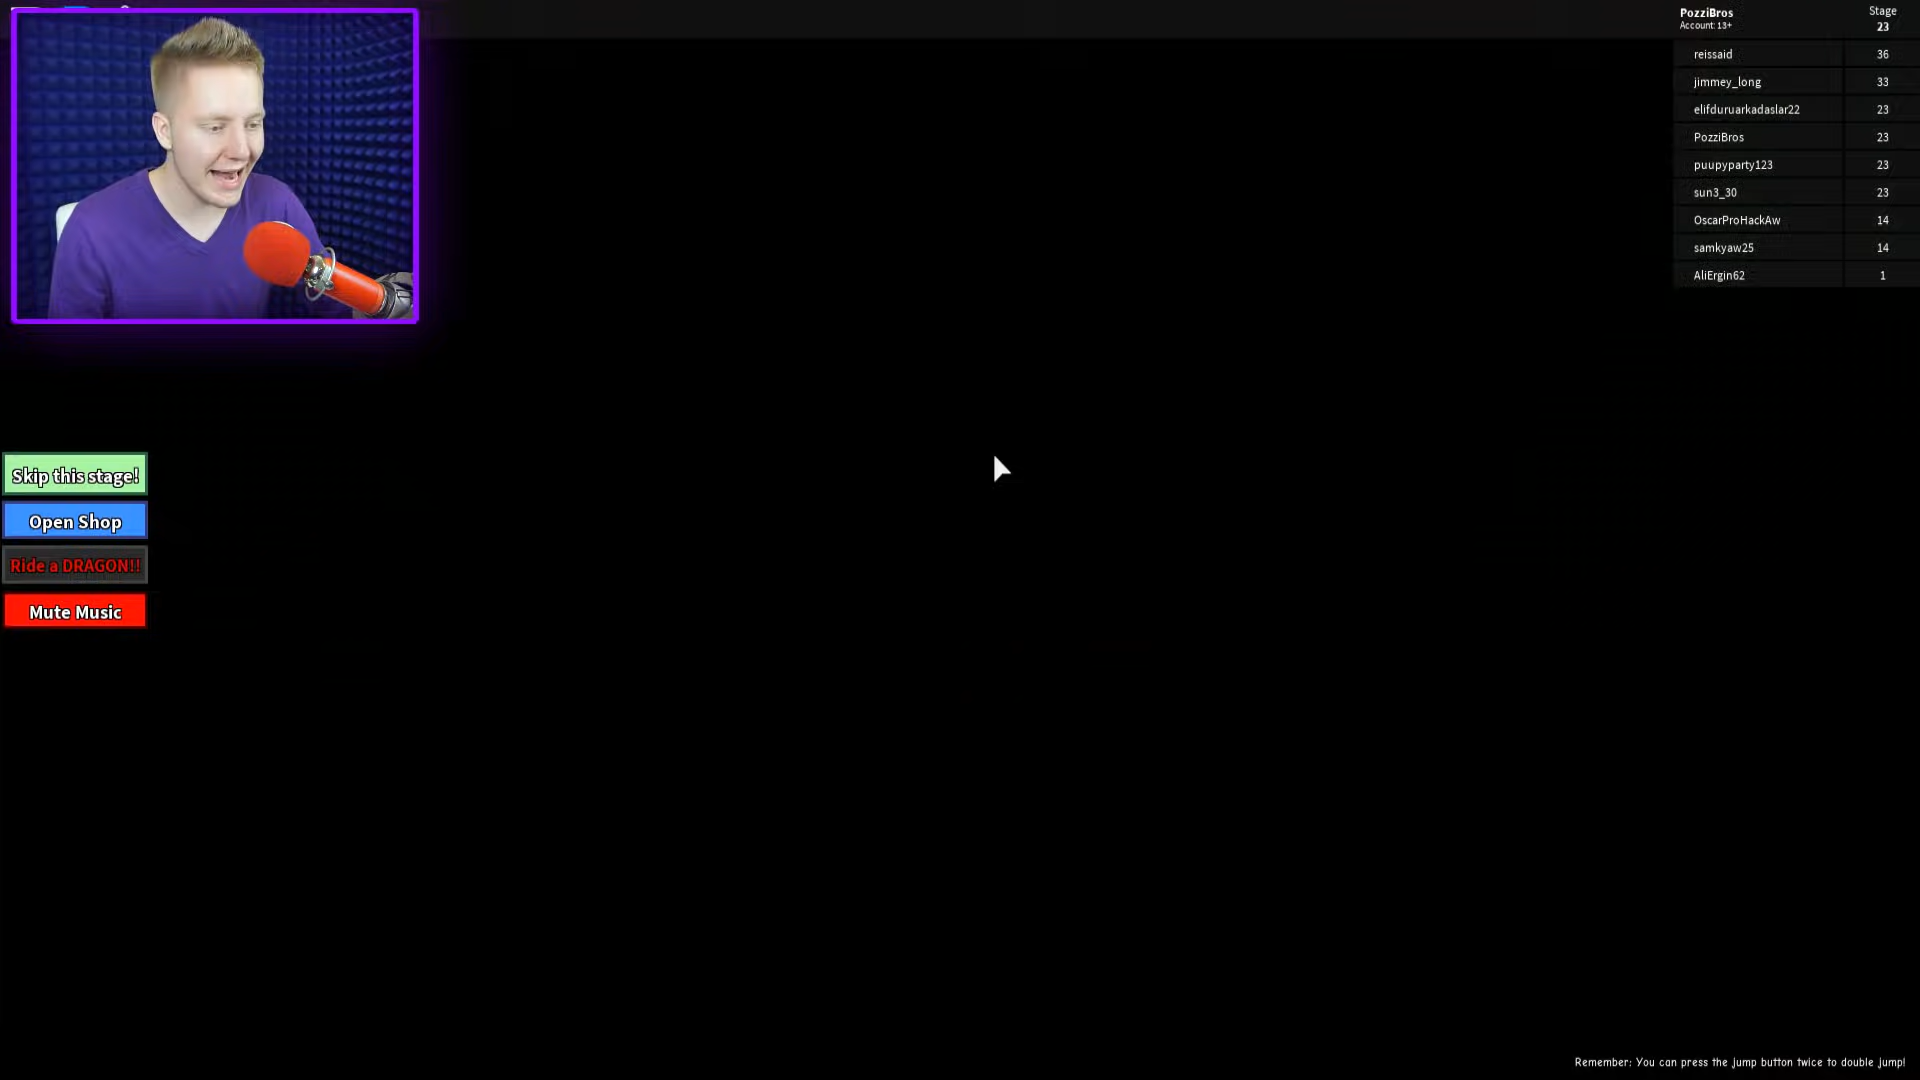 PozziBros
Account: 13+
Stage
23
reissaid 36
jimmey_long 33
elifduruarkadaslar22 23
PozziBros 23
puupyparty123 23
sun3_30 23
OscarProHackAw 14
samkyaw25 14
AliErgin62 1
Skip this stage!
Open Shop
Ride a DRAGON!!
Mute Music
Remember: You can press the jump button twice to double jump!